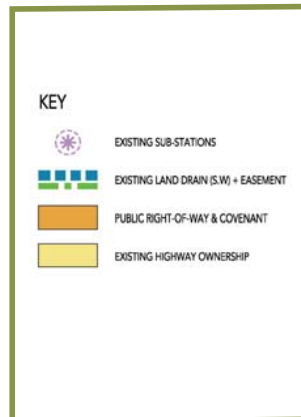 KEY
EXISTING SUB-STATIONS
EXISTING LAND DRAIN (S.W) + EASEMENT
PUBLIC RIGHT-OF-WAY & COVENANT
EXISTING HIGHWAY OWNERSHIP